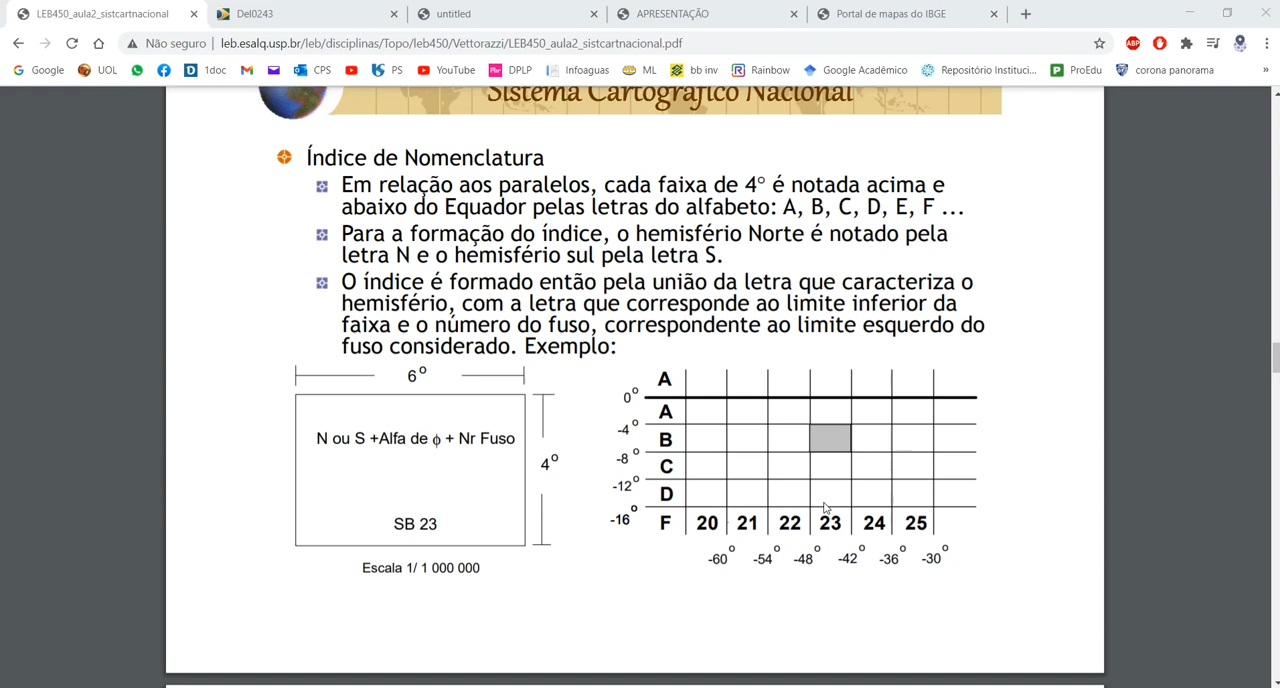 LEB450_aula2_sistcartnacional
Del0243
untitled
APRESENTAÇÃO
Portal de mapas do IBGE
Não seguro | leb.esalq.usp.br/leb/disciplinas/Topo/leb450/Vettorazzi/LEB450_aula2_sistcartnacional.pdf
Google UOL 1doc CPS PS YouTube DPLP Infoaguas ML bb inv Rainbow Google Acadêmico Repositório Instituci... ProEdu corona panorama »
Sistema Cartográfico Nacional
Índice de Nomenclatura
Em relação aos paralelos, cada faixa de 4° é notada acima e
abaixo do Equador pelas letras do alfabeto: A, B, C, D, E, F ...
Para a formação do índice, o hemisfério Norte é notado pela
letra N e o hemisfério sul pela letra S.
O índice é formado então pela união da letra que caracteriza o
hemisfério, com a letra que corresponde ao limite inferior da
faixa e o número do fuso, correspondente ao limite esquerdo do
fuso considerado. Exemplo:
6°
N ou S +Alfa de ϕ + Nr Fuso
4°
SB 23
Escala 1/ 1 000 000
A
0°
A
-4°
B
-8°
C
-12°
D
-16°
F 20 21 22 23 24 25
-60° -54° -48° -42° -36° -30°